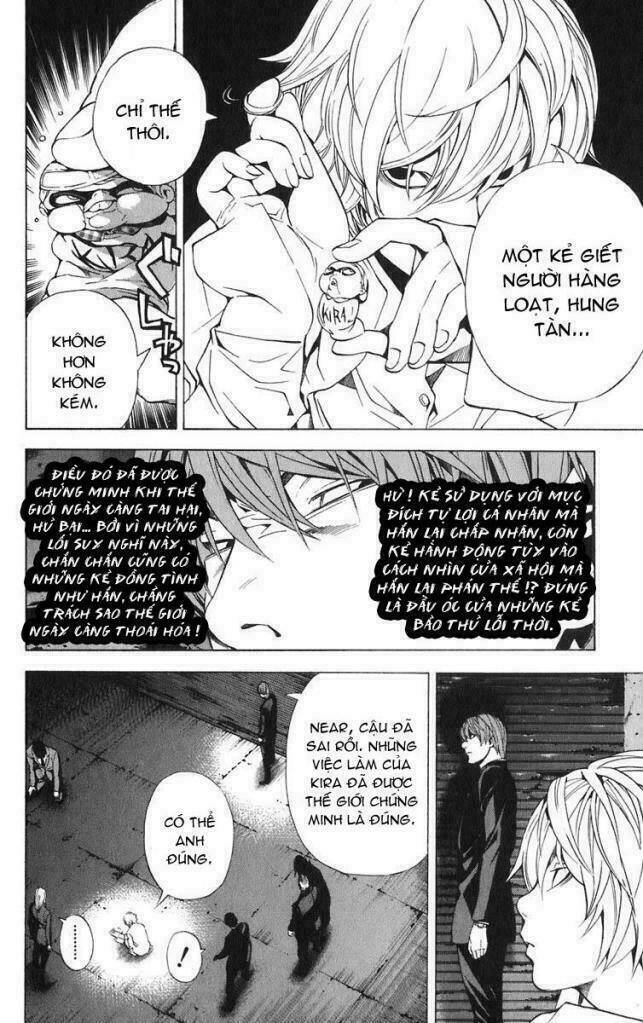 MỘT KẺ GIẾT
NGƯỜI HÀNG
LOẠT, HUNG
TÀN...
KIRA
CHỈ THẾ
THÔI.
KHÔNG
HƠN
KHÔNG
KÉM.
HỪ ! KẺ SỬ DỤNG VỚI MỤC
ĐÍCH TỰ LỢI CÁ NHÂN MÀ
HẮN LẠI CHẤP NHẬN, CÒN
KẺ HÀNH ĐỘNG TÙY VÀO
CÁCH NHÌN CỦA XÃ HỘI MÀ
HẮN LẠI PHÁN THẾ !? ĐÚNG
LÀ ĐẦU ÓC CỦA NHỮNG KẺ
BẢO THỦ LỖI THỜI.
ĐIỀU ĐÓ ĐÃ ĐƯỢC
CHỨNG MINH KHI THẾ
GIỚI NGÀY CÀNG TAI HẠI,
HƯ BẠI... BỞI VÌ NHỮNG
LỐI SUY NGHĨ NÀY,
CHẮN CHẮN CŨNG CÓ
NHỮNG KẺ ĐỒNG TÌNH
NHƯ HẮN, CHẲNG
TRÁCH SAO THẾ GIỚI
NGÀY CÀNG THOÁI HÓA !
NEAR, CẬU ĐÃ
SAI RỒI. NHỮNG
VIỆC LÀM CỦA
KIRA ĐÃ ĐƯỢC
THẾ GIỚI CHỨNG
MINH LÀ ĐÚNG.
CÓ THỂ
ANH
ĐÚNG.
!
........